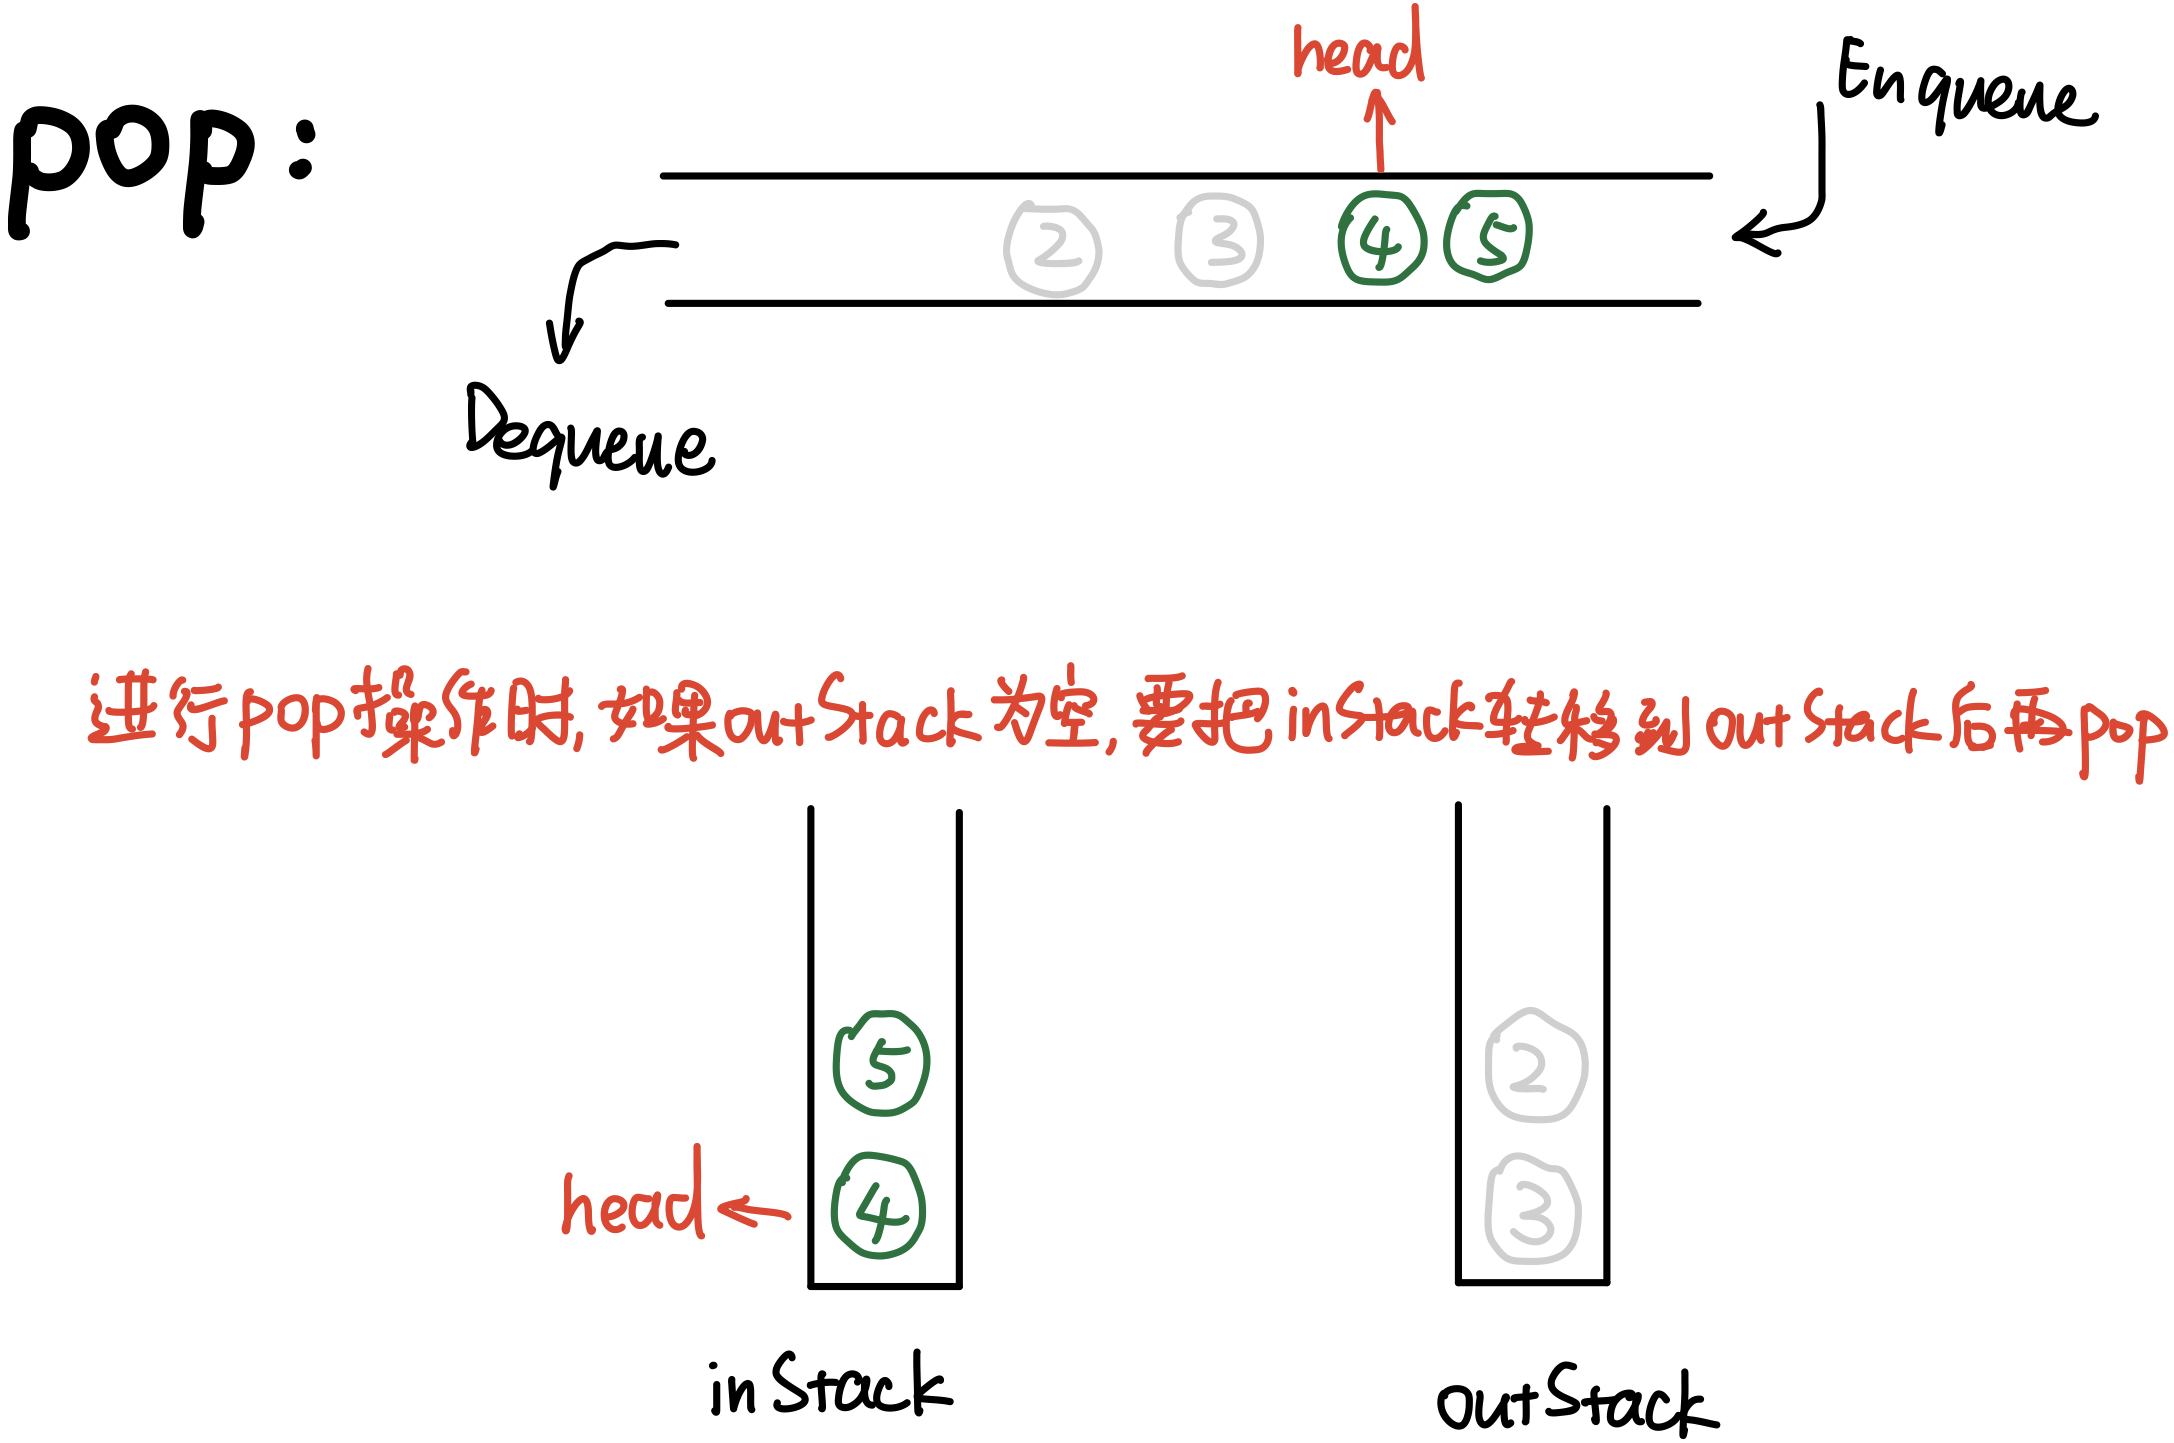 pop:
head
Enqueue
2 3 4 5
Dequeue
进行pop操作时,如果outStack为空,要把inStack转移到outStack后再pop
5
2
head
4
3
inStack
outStack